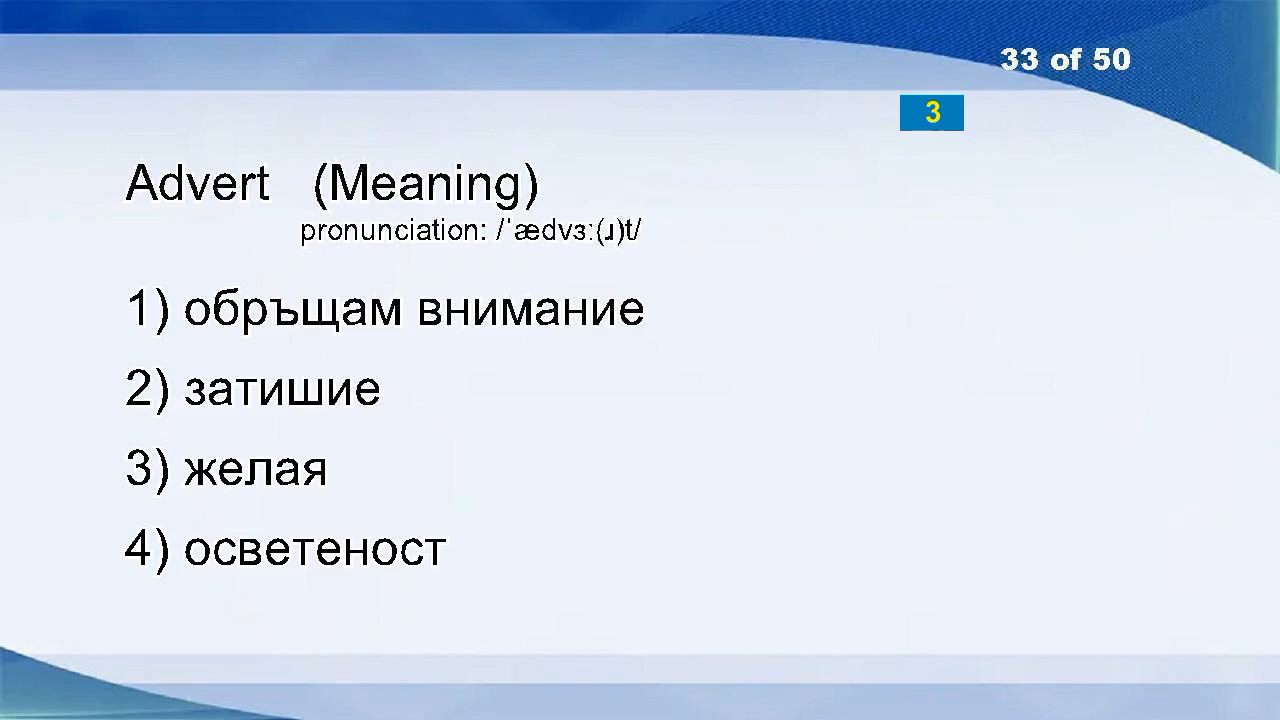 33 of 50
3
Advert (Meaning)
pronunciation: /ˈædvɜː(ɹ)t/
1) обръщам внимание
2) затишие
3) желая
4) осветеност